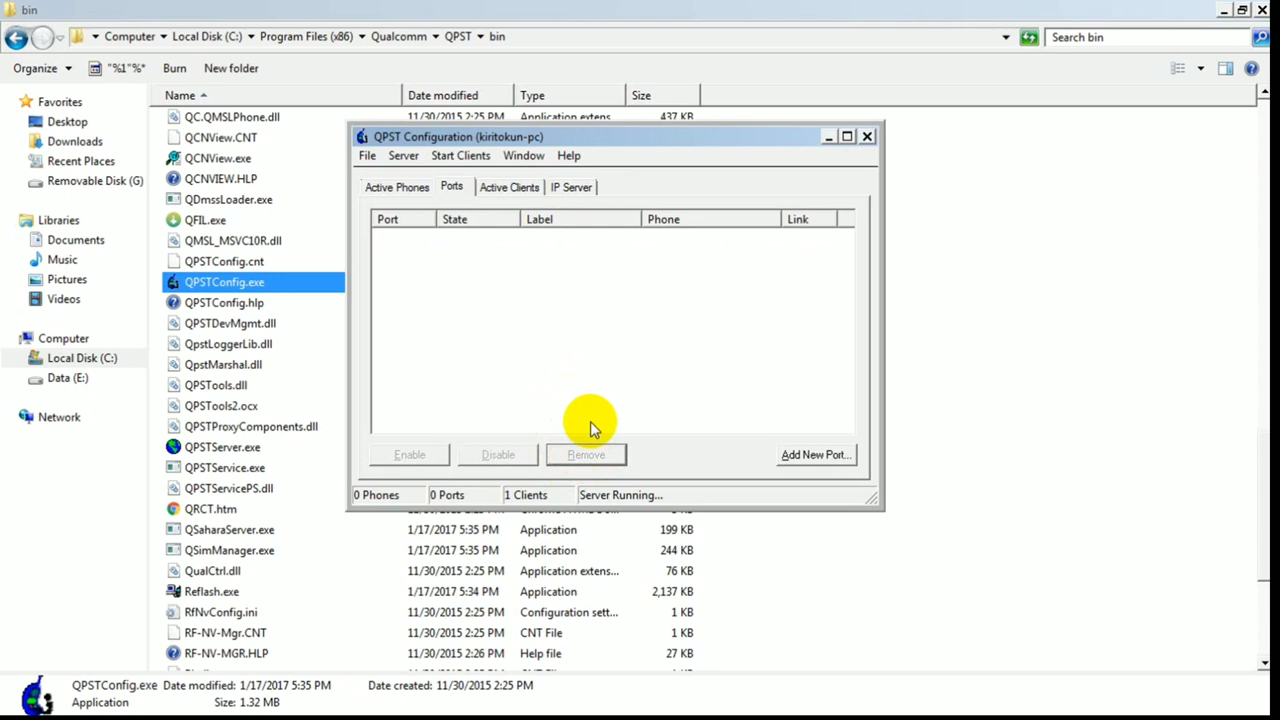 bin
Computer Local Disk (C:) Program Files (x86) Qualcomm QPST bin
Search bin
Organize "%1"%* Burn New folder
Favorites
Desktop
Downloads
Recent Places
Removable Disk (G:)
Libraries
Documents
Music
Pictures
Videos
Computer
Local Disk (C:)
Data (E:)
Network
Name Date modified Type Size
QC.QMSLPhone.dll 11/30/2015 2:25 PM Application extens... 437 KB
QCNView.CNT
QCNView.exe
QCNVIEW.HLP
QDmssLoader.exe
QFIL.exe
QMSL_MSVC10R.dll
QPSTConfig.cnt
QPSTConfig.exe
QPSTConfig.hlp
QPSTDevMgmt.dll
QpstLoggerLib.dll
QpstMarshal.dll
QPSTools.dll
QPSTools2.ocx
QPSTProxyComponents.dll
QPSTServer.exe
QPSTService.exe
QPSTServicePS.dll
QRCT.htm
QSaharaServer.exe 1/17/2017 5:35 PM Application 199 KB
QSimManager.exe 1/17/2017 5:35 PM Application 244 KB
QualCtrl.dll 11/30/2015 2:25 PM Application extens... 76 KB
Reflash.exe 1/17/2017 5:34 PM Application 2,137 KB
RfNvConfig.ini 11/30/2015 2:25 PM Configuration sett... 1 KB
RF-NV-Mgr.CNT 11/30/2015 2:25 PM CNT File 1 KB
RF-NV-MGR.HLP 11/30/2015 2:26 PM Help file 27 KB
QPST Configuration (kiritokun-pc)
File Server Start Clients Window Help
Active Phones Ports Active Clients IP Server
Port State Label Phone Link
Enable Disable Remove Add New Port...
0 Phones 0 Ports 1 Clients Server Running...
QPSTConfig.exe Date modified: 1/17/2017 5:35 PM Date created: 11/30/2015 2:25 PM
Application Size: 1.32 MB